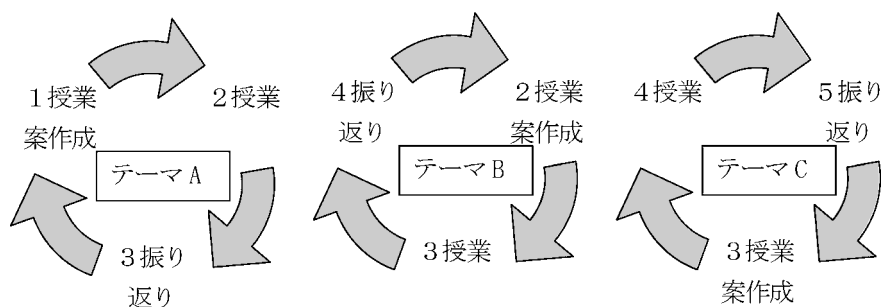 1授業
案作成
2授業
テーマA
3振り
返り
4振り
返り
2授業
案作成
テーマB
3授業
4授業
5振り
返り
テーマC
3授業
案作成